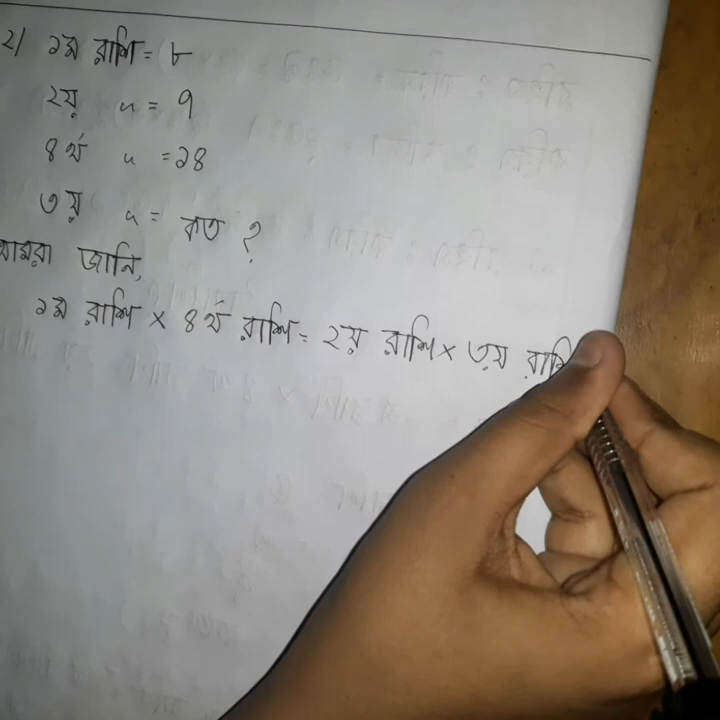 ২| ১ম রাশি = ৮
২য় " = ৭
৪র্থ " = ১৪
৩য় " = কত ?
আমরা জানি,
১ম রাশি × ৪র্থ রাশি = ২য় রাশি × ৩য় রাশি